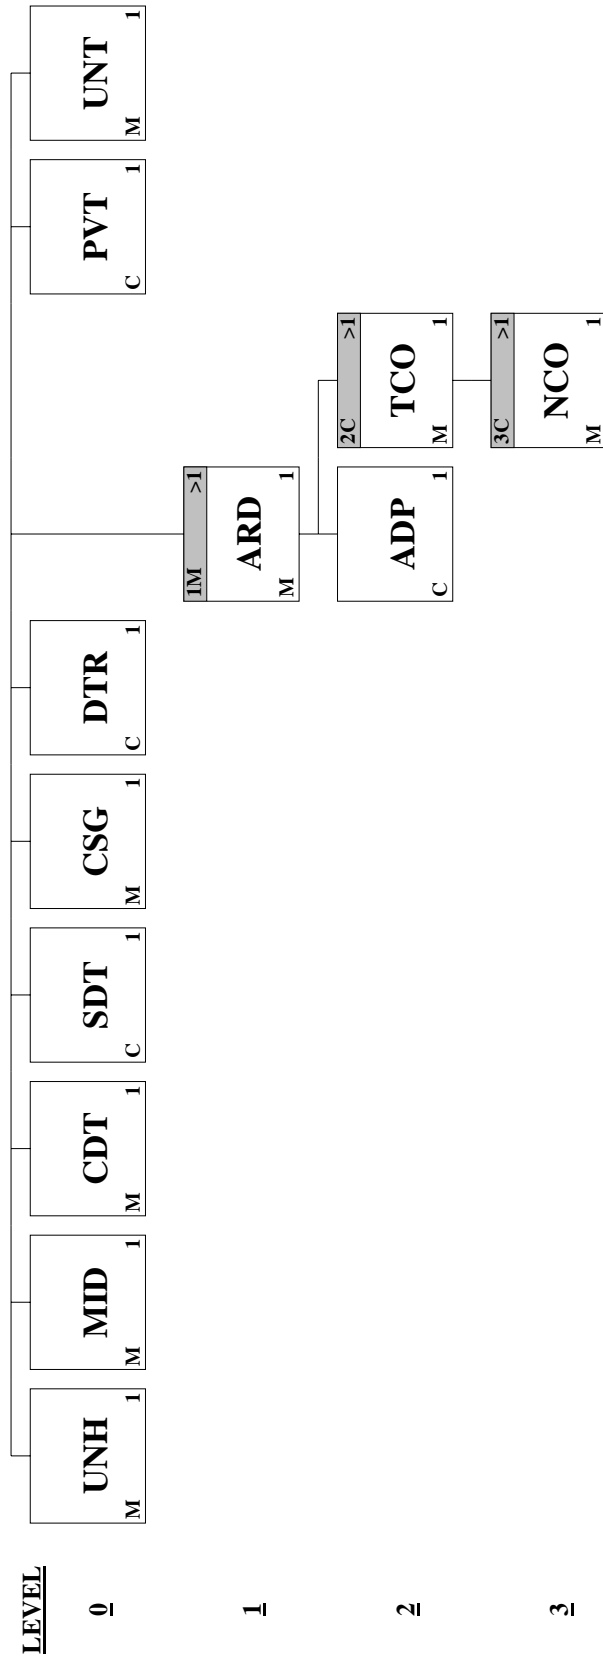 LEVEL
0
UNH
M 1
MID
M 1
CDT
M 1
SDT
C 1
CSG
M 1
DTR
C 1
PVT
C 1
UNT
M 1
1
1M >1
ARD
M 1
2
ADP
C 1
2C >1
TCO
M 1
3
3C >1
NCO
M 1